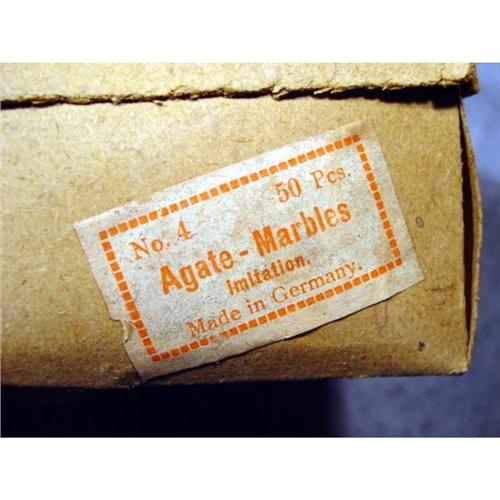 No. 4 50 Pcs.
Agate-Marbles
Imitation.
Made in Germany.